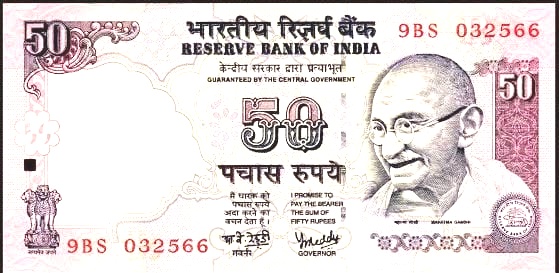 50
भारतीय रिज़र्व बैंक
RESERVE BANK OF INDIA
9BS 032566
केन्द्रीय सरकार द्वारा प्रत्याभूत
GUARANTEED BY THE CENTRAL GOVERNMENT
50
50
पचास रुपये
मैं धारक को
पचास रुपये
अदा करने का
वचन देता हूँ।
I PROMISE TO
PAY THE BEARER
THE SUM OF
FIFTY RUPEES
महात्मा गांधी
MAHATMA GANDHI
सत्यमेव जयते
9BS 032566
गवर्नर
GOVERNOR